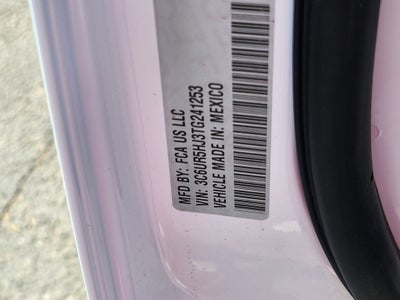 MFD BY: FCA US LLC
VIN: 3C6UR5HJ3TG241253
VEHICLE MADE IN: MEXICO